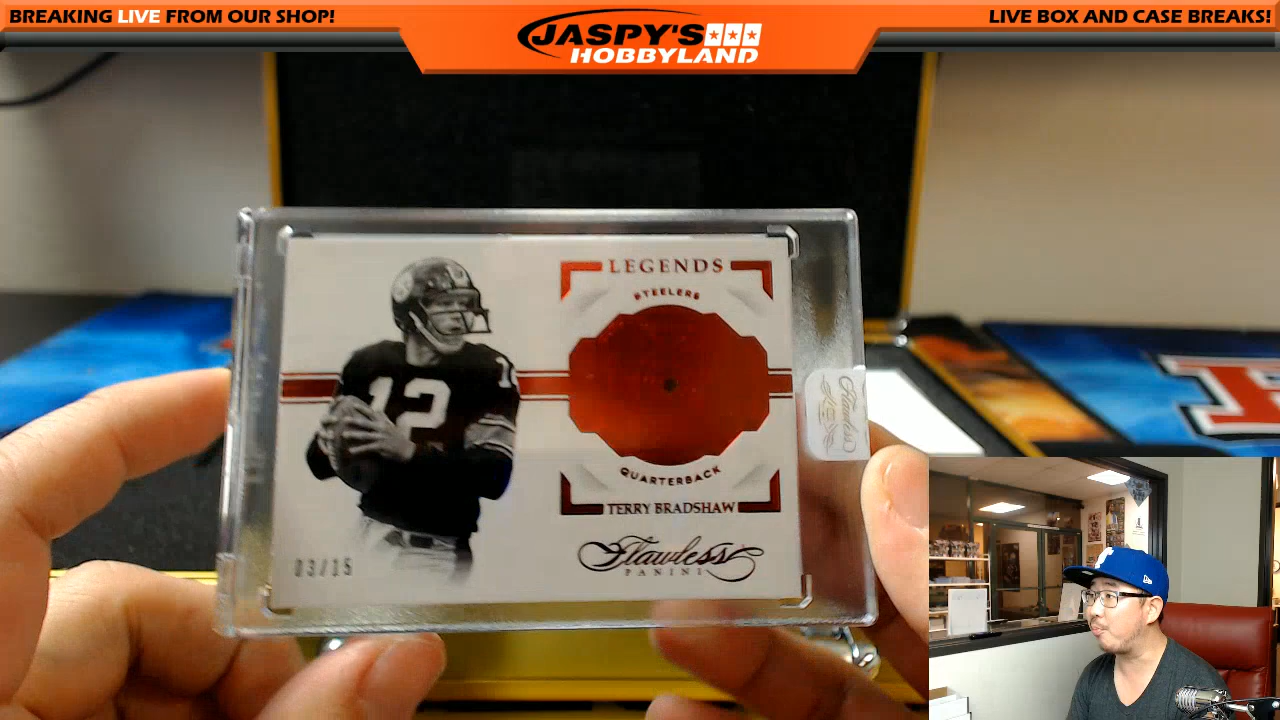 BREAKING LIVE FROM OUR SHOP!
JASPY'S
HOBBYLAND
LIVE BOX AND CASE BREAKS!
LEGENDS
STEELERS
12
QUARTERBACK
TERRY BRADSHAW
Flawless
PANINI
03/15
Flawless